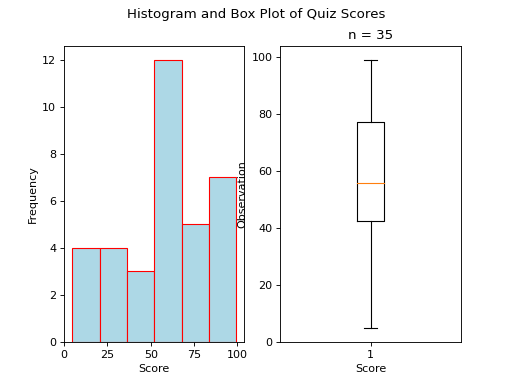 Histogram and Box Plot of Quiz Scores
n = 35
12
10
8
6
4
2
0
Frequency
0 25 50 75 100
Score
100
80
60
40
20
0
Observation
1
Score